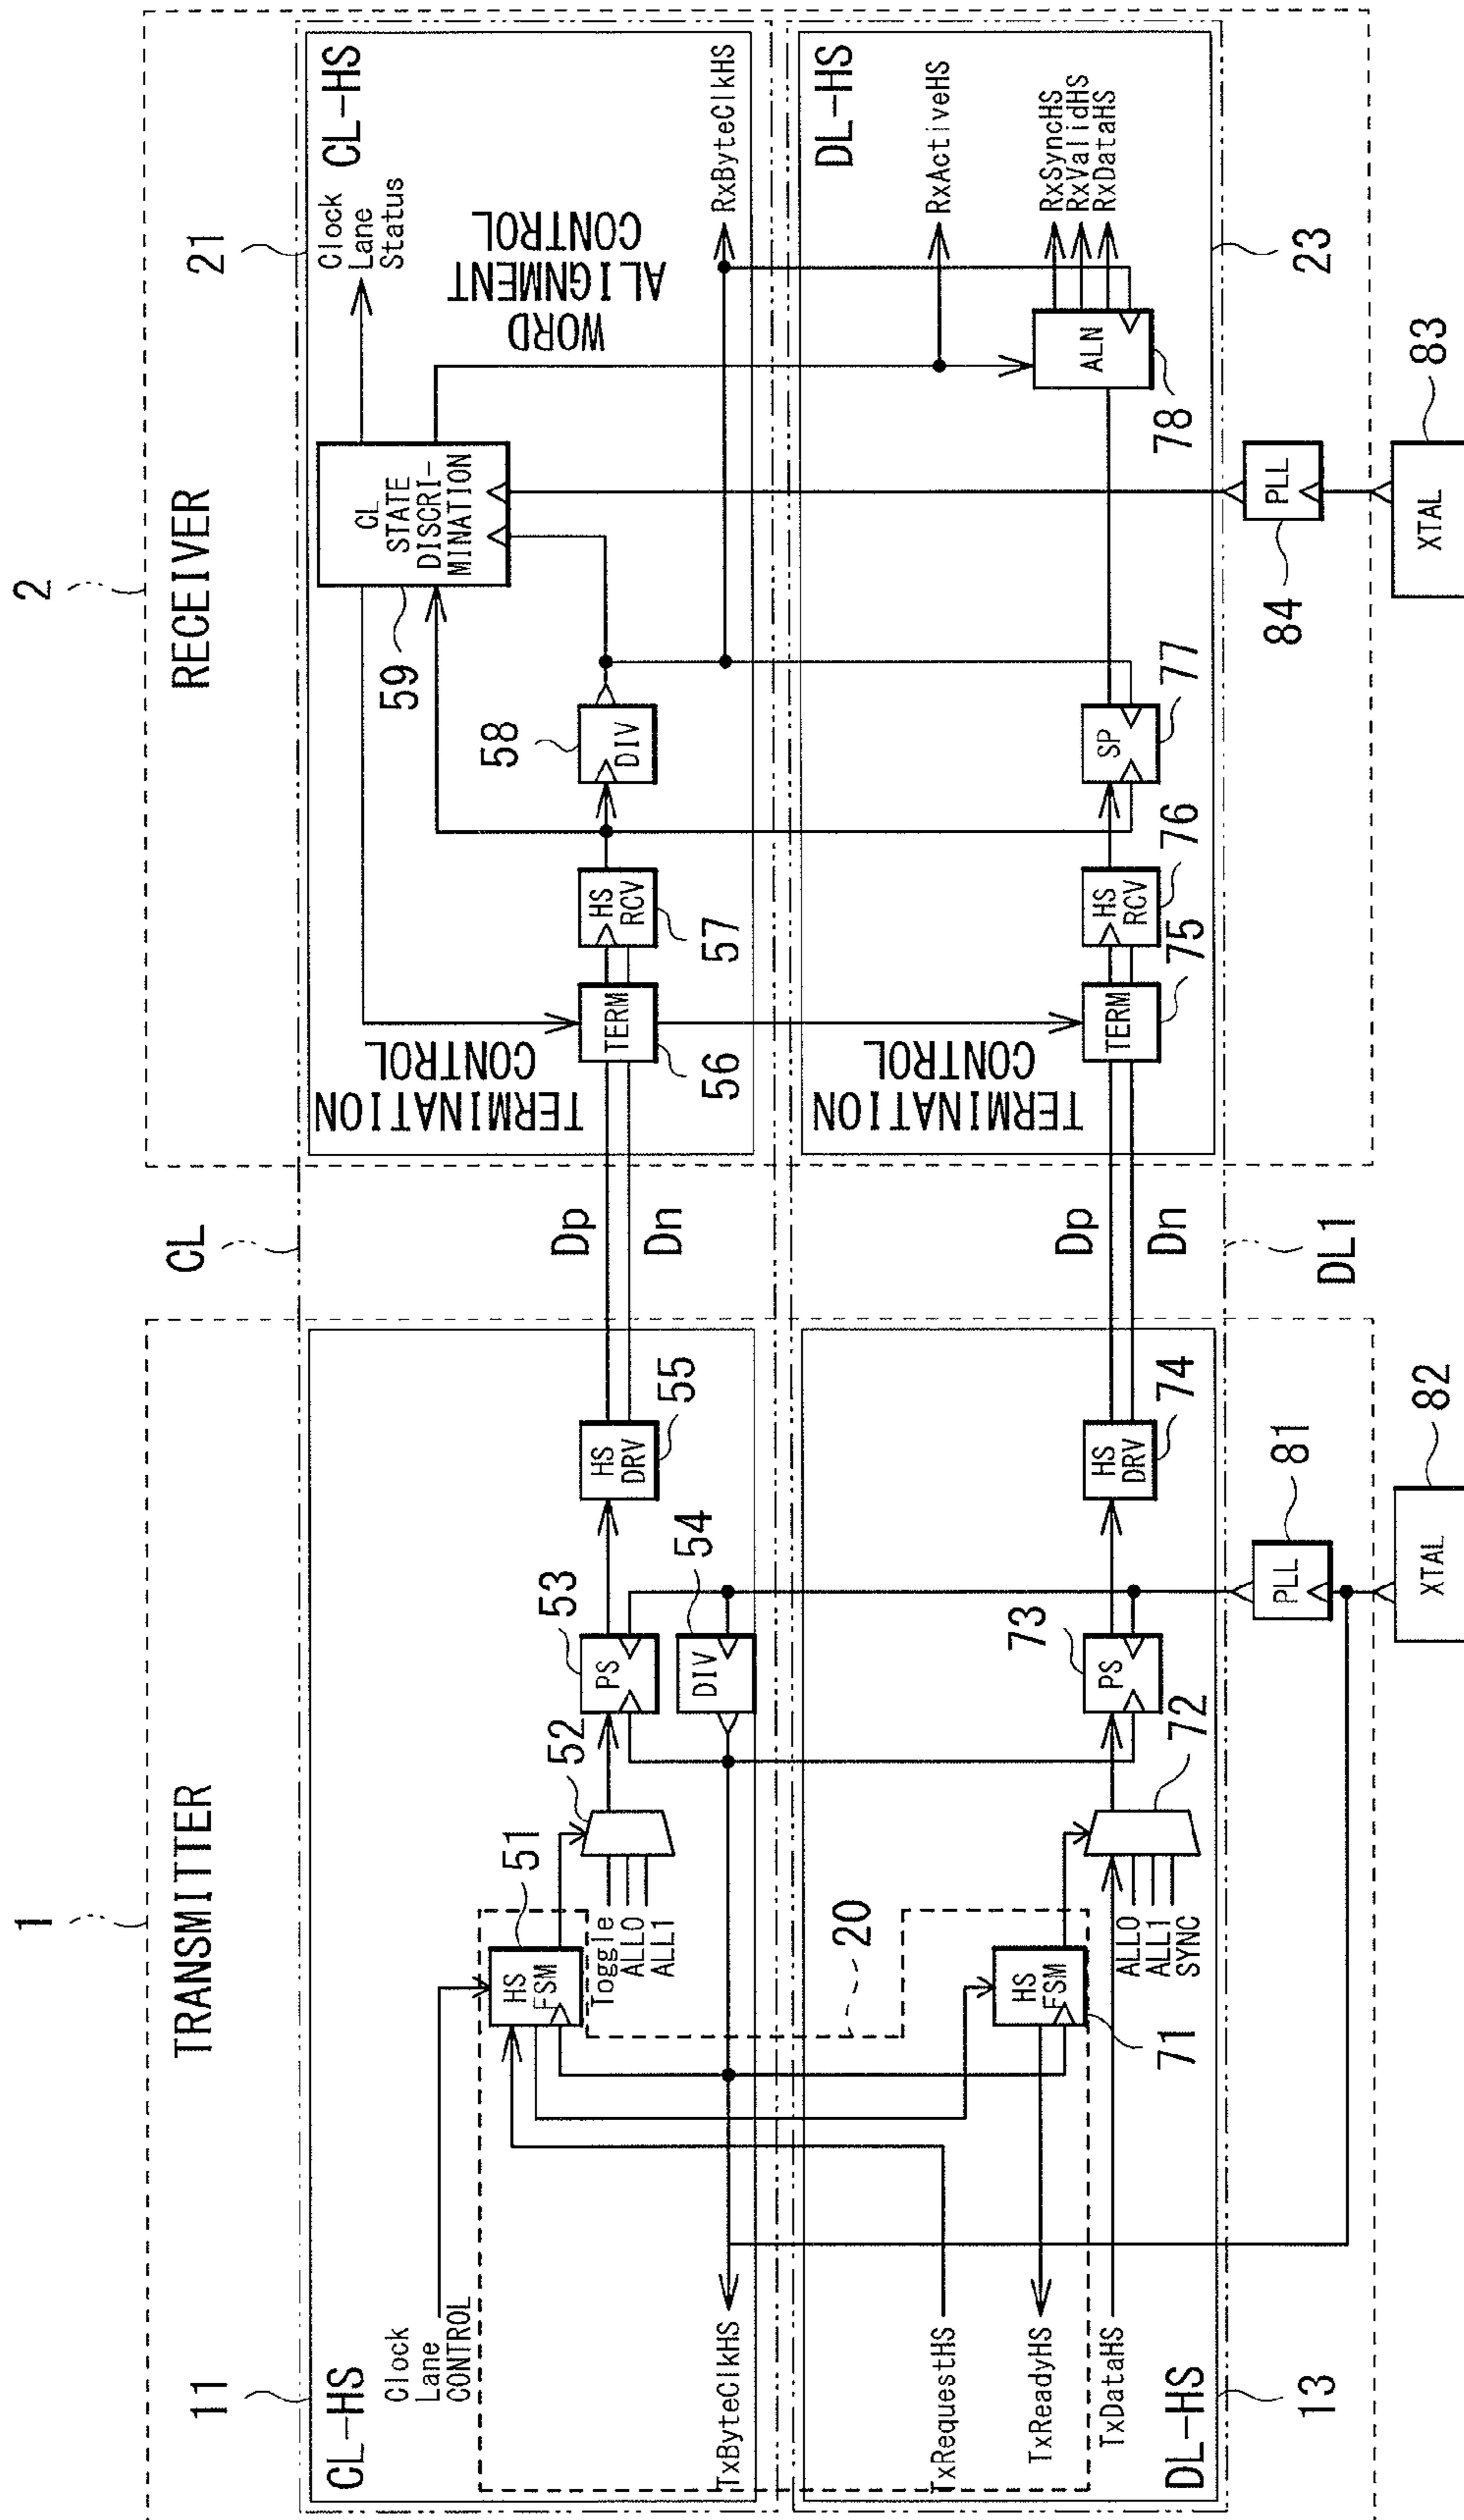 1
TRANSMITTER
2
RECEIVER
11
CL-HS
Clock
Lane
CONTROL
51
HS
FSM
Toggle
ALL0
ALL1
52
53
PS
54
DIV
HS
DRV
55
TxByteClkHS
20
CL
Dp
Dn
TERMINATION
CONTROL
TERM
56
HS
RCV
57
58
DIV
59
CL
STATE
DISCRI-
MINATION
21
Clock
Lane
Status
CL-HS
WORD
ALIGNMENT
CONTROL
RxByteClkHS
TxRequestHS
TxReadyHS
TxDataHS
DL-HS
13
HS
FSM
71
ALL0
ALL1
SYNC
72
73
PS
HS
DRV
74
Dp
Dn
DL1
TERMINATION
CONTROL
TERM
75
HS
RCV
76
SP
77
ALN
78
DL-HS
RxActiveHS
RxSyncHS
RxValidHS
RxDataHS
23
PLL
81
XTAL
82
PLL
84
XTAL
83